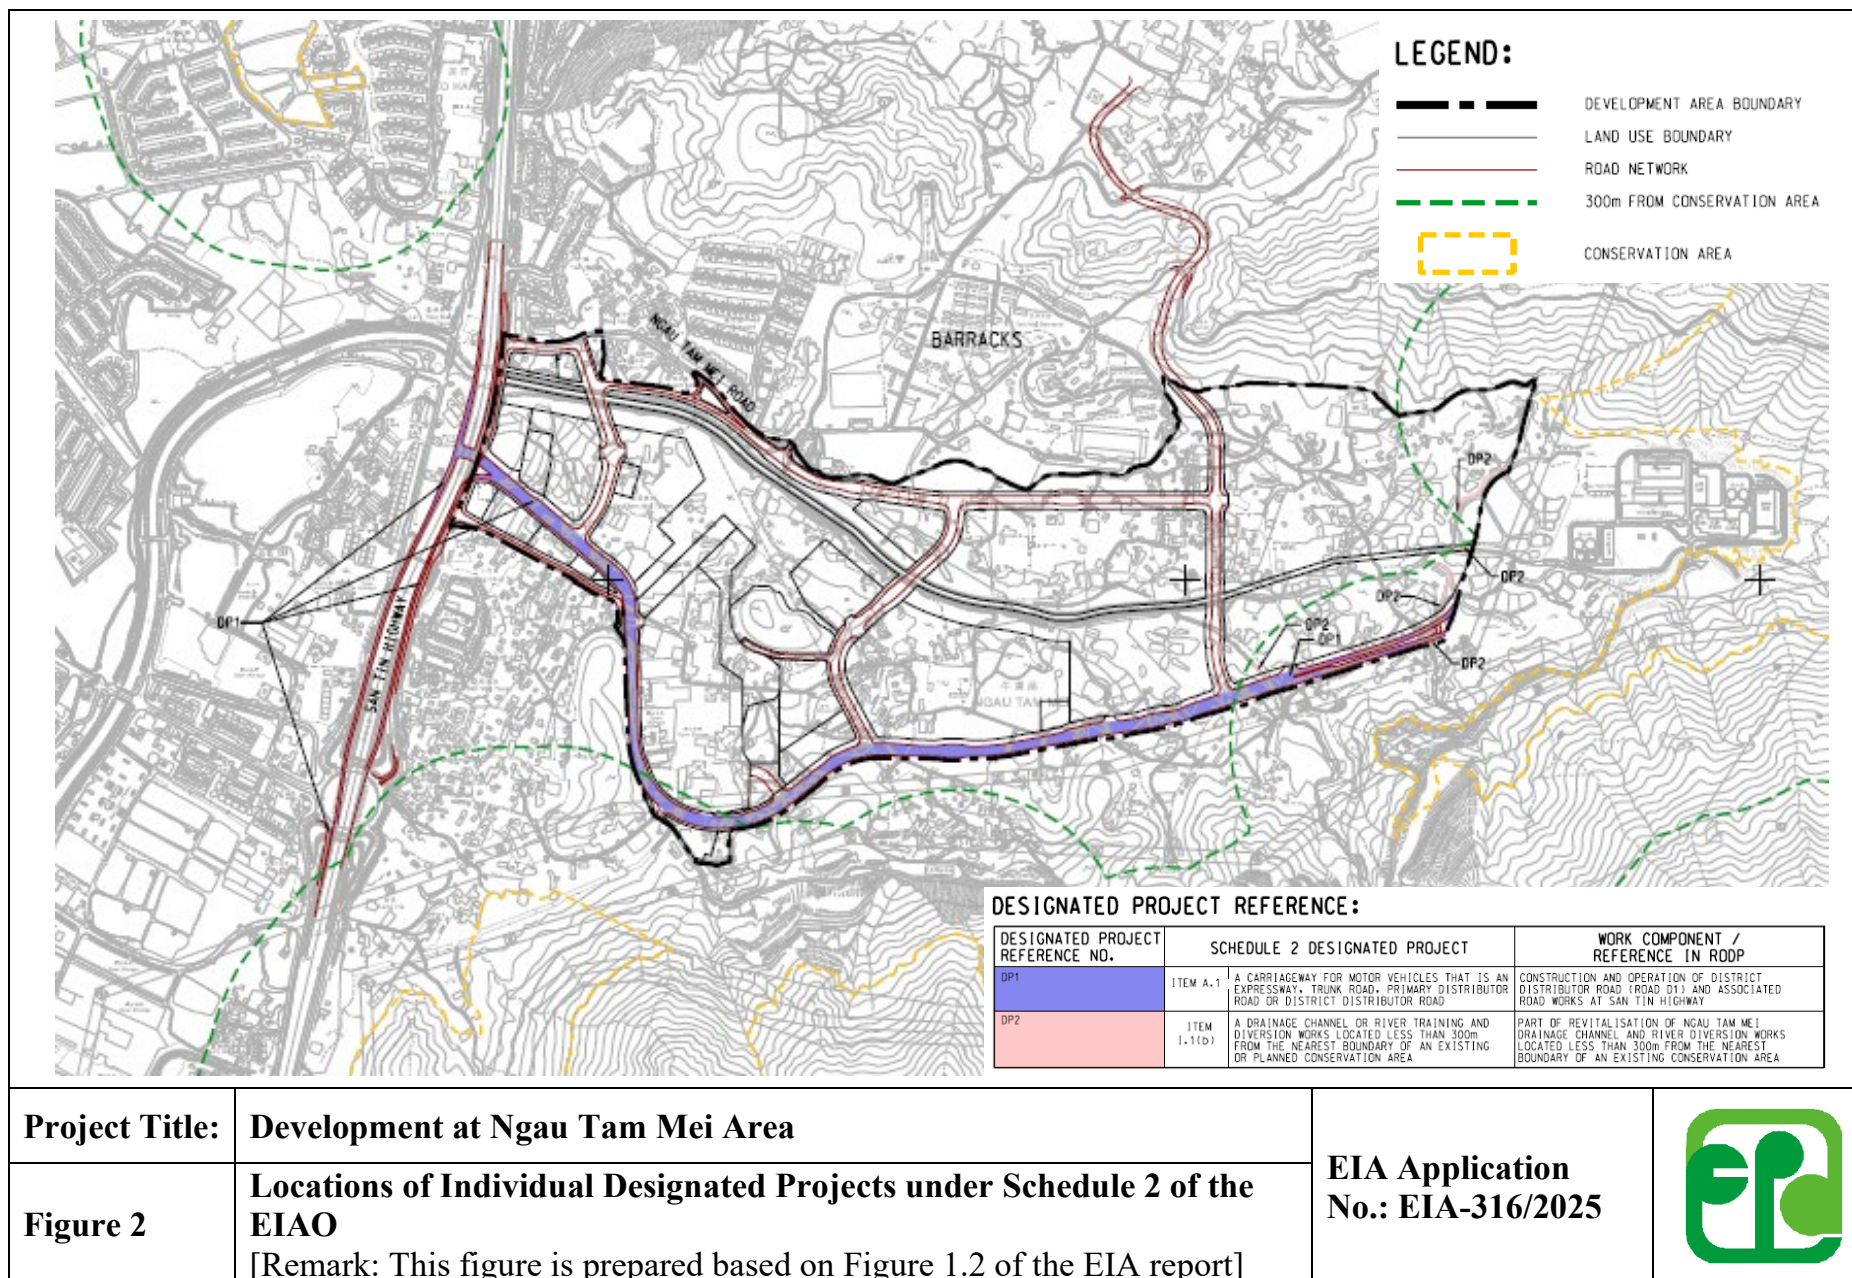 LEGEND:
DEVELOPMENT AREA BOUNDARY
LAND USE BOUNDARY
ROAD NETWORK
300m FROM CONSERVATION AREA
CONSERVATION AREA
NGAU TAM MEI ROAD
BARRACKS
DP2
DP2
DP2
DP2
DP1
DP2
DP1
SAN TIN HIGHWAY
牛潭尾
NGAU TAM MEI
DESIGNATED PROJECT REFERENCE:
DESIGNATED PROJECT
REFERENCE NO.
SCHEDULE 2 DESIGNATED PROJECT
WORK COMPONENT /
REFERENCE IN RODP
DP1
ITEM A.1
A CARRIAGEWAY FOR MOTOR VEHICLES THAT IS AN
EXPRESSWAY, TRUNK ROAD, PRIMARY DISTRIBUTOR
ROAD OR DISTRICT DISTRIBUTOR ROAD
CONSTRUCTION AND OPERATION OF DISTRICT
DISTRIBUTOR ROAD (ROAD D1) AND ASSOCIATED
ROAD WORKS AT SAN TIN HIGHWAY
DP2
ITEM
I.1(b)
A DRAINAGE CHANNEL OR RIVER TRAINING AND
DIVERSION WORKS LOCATED LESS THAN 300m
FROM THE NEAREST BOUNDARY OF AN EXISTING
OR PLANNED CONSERVATION AREA
PART OF REVITALISATION OF NGAU TAM MEI
DRAINAGE CHANNEL AND RIVER DIVERSION WORKS
LOCATED LESS THAN 300m FROM THE NEAREST
BOUNDARY OF AN EXISTING CONSERVATION AREA
Project Title:
Development at Ngau Tam Mei Area
Figure 2
Locations of Individual Designated Projects under Schedule 2 of the
EIAO
[Remark: This figure is prepared based on Figure 1.2 of the EIA report]
EIA Application
No.: EIA-316/2025